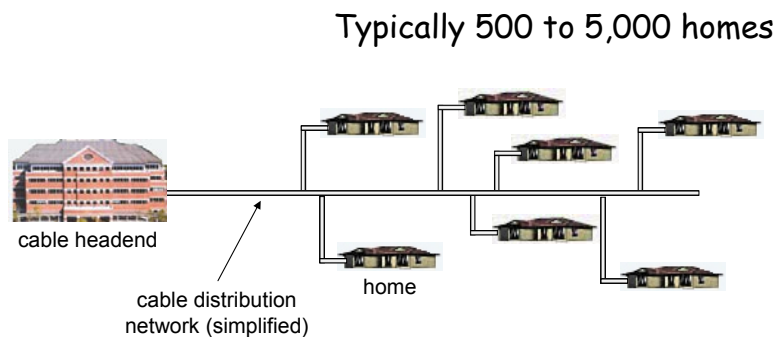 Typically 500 to 5,000 homes
cable headend
home
cable distribution
network (simplified)